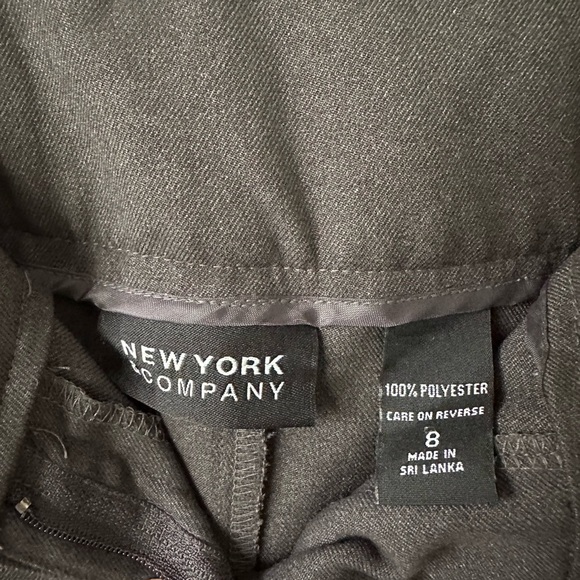 NEW YORK
&COMPANY
100% POLYESTER
CARE ON REVERSE
8
MADE IN
SRI LANKA